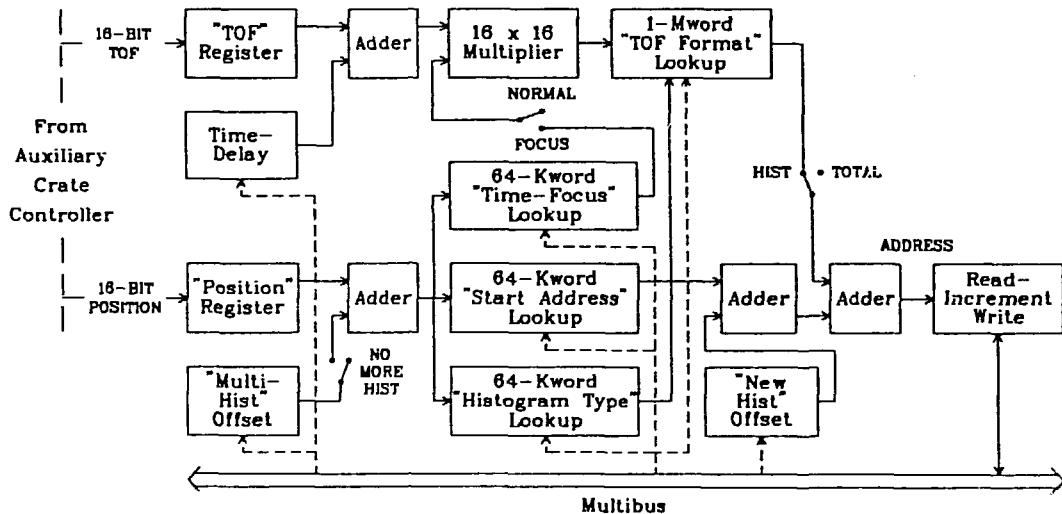 16-BIT
TOF
"TOF"
Register
Adder
16 x 16
Multiplier
1-Mword
"TOF Format"
Lookup
NORMAL
FOCUS
From
Auxiliary
Crate
Controller
Time-
Delay
64-Kword
"Time-Focus"
Lookup
HIST
TOTAL
ADDRESS
16-BIT
POSITION
"Position"
Register
Adder
64-Kword
"Start Address"
Lookup
Adder
Adder
Read-
Increment
Write
NO
MORE
HIST
"Multi-
Hist"
Offset
64-Kword
"Histogram Type"
Lookup
"New
Hist"
Offset
Multibus